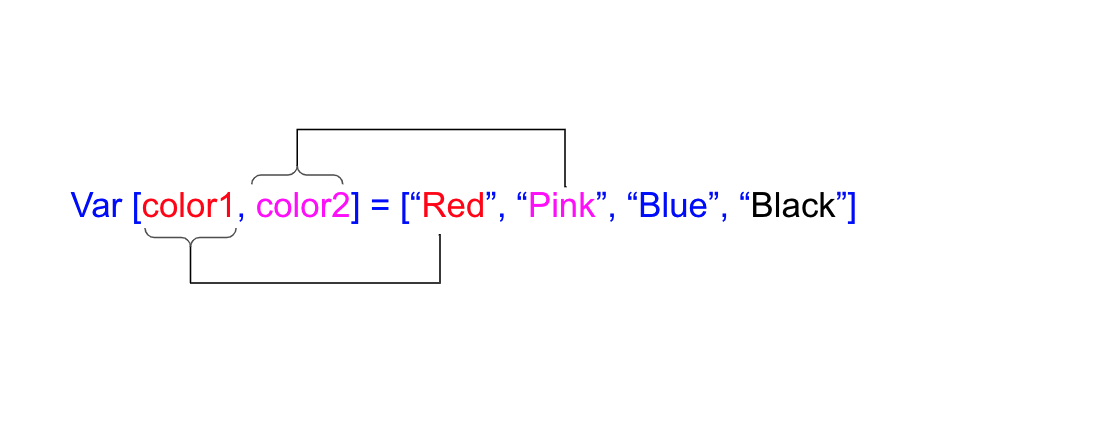 Var [color1, color2] = [“Red”, “Pink”, “Blue”, “Black”]